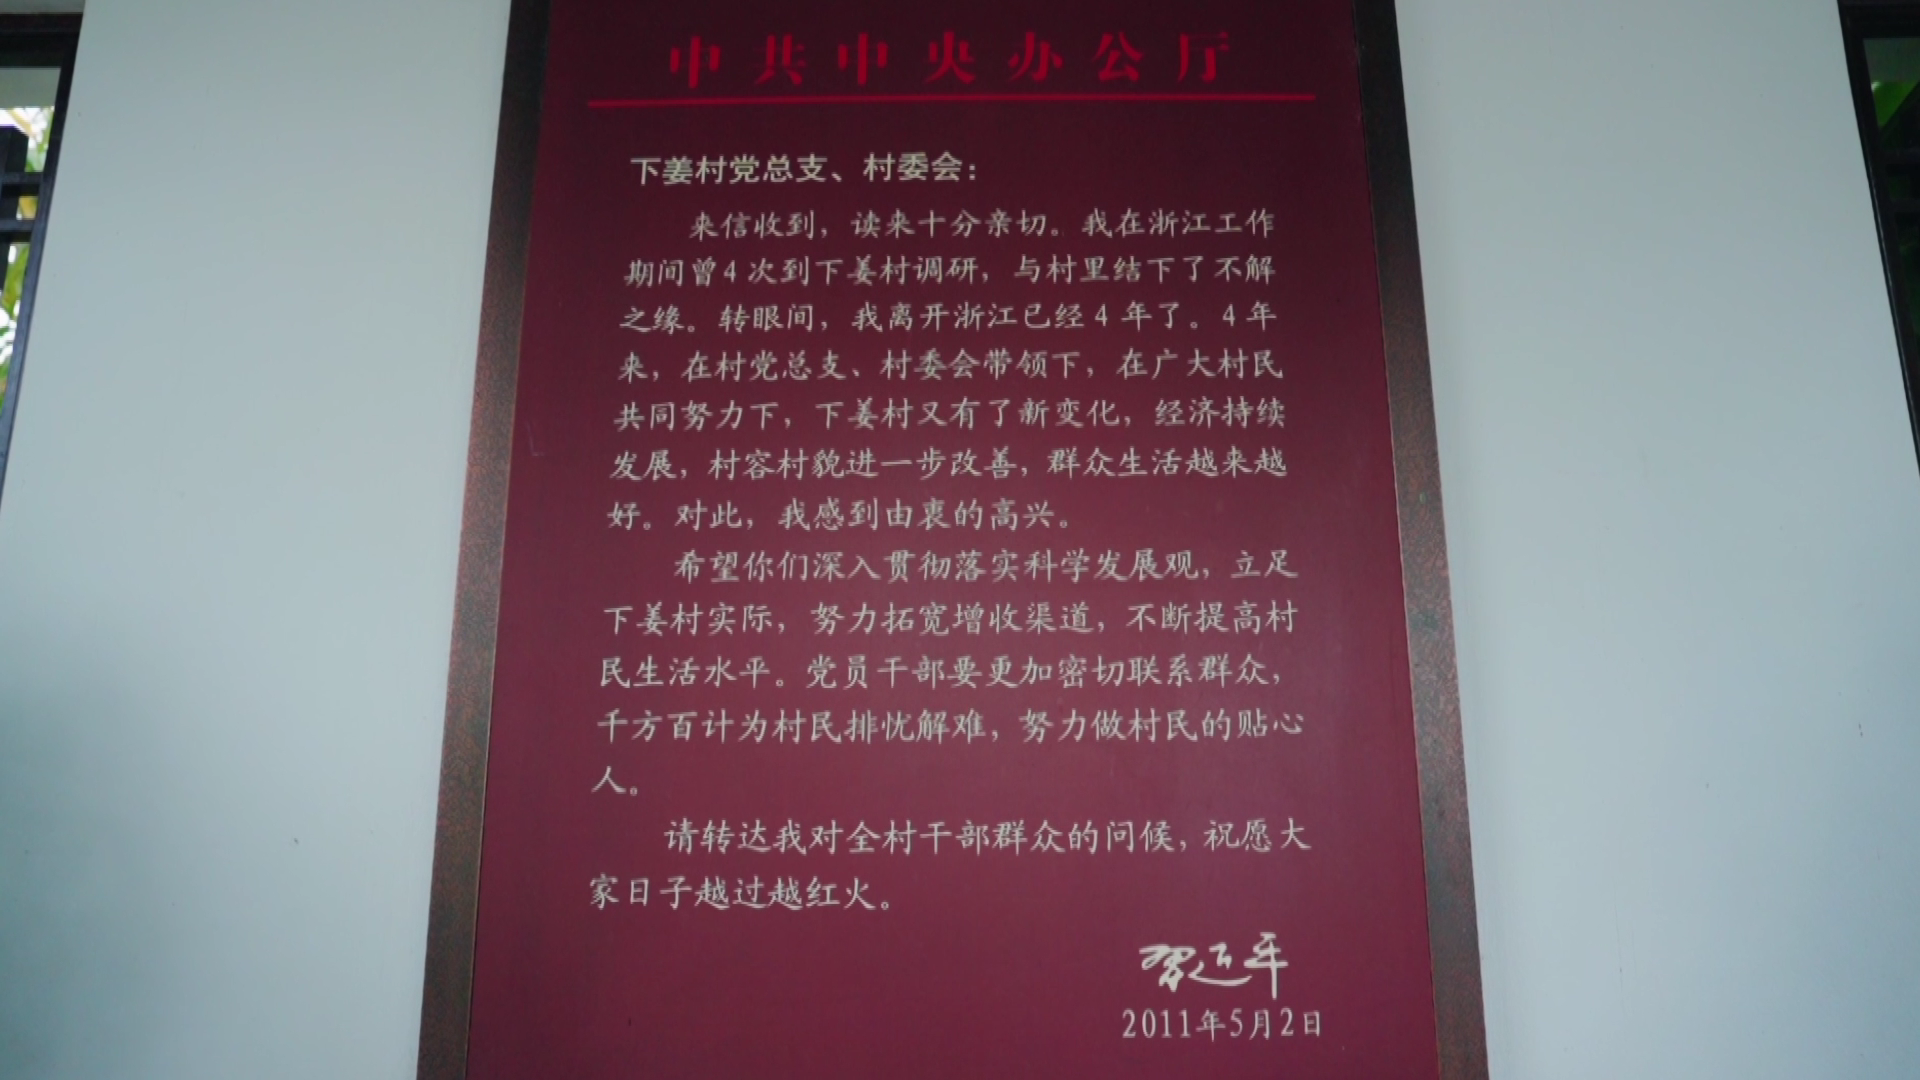 中共中央办公厅
下姜村党总支、村委会：
来信收到，读来十分亲切。我在浙江工作
期间曾4次到下姜村调研，与村里结下了不解
之缘。转眼间，我离开浙江已经4年了。4年
来，在村党总支、村委会带领下，在广大村民
共同努力下，下姜村又有了新变化，经济持续
发展，村容村貌进一步改善，群众生活越来越
好。对此，我感到由衷的高兴。
希望你们深入贯彻落实科学发展观，立足
下姜村实际，努力拓宽增收渠道，不断提高村
民生活水平。党员干部要更加密切联系群众，
千方百计为村民排忧解难，努力做村民的贴心
人。
请转达我对全村干部群众的问候，祝愿大
家日子越过越红火。
习近平
2011年5月2日